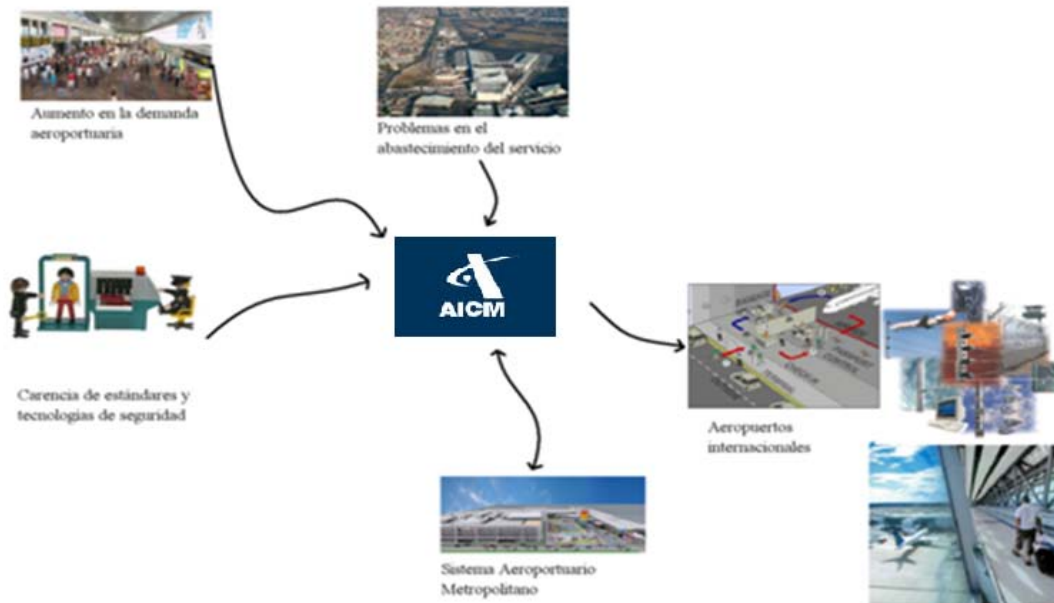 Aumento en la demanda
aeroportuaria
Problemas en el
abastecimiento del servicio
AICM
Carencia de estándares y
tecnologías de seguridad
Aeropuertos
internacionales
Sistema Aeroportuario
Metropolitano